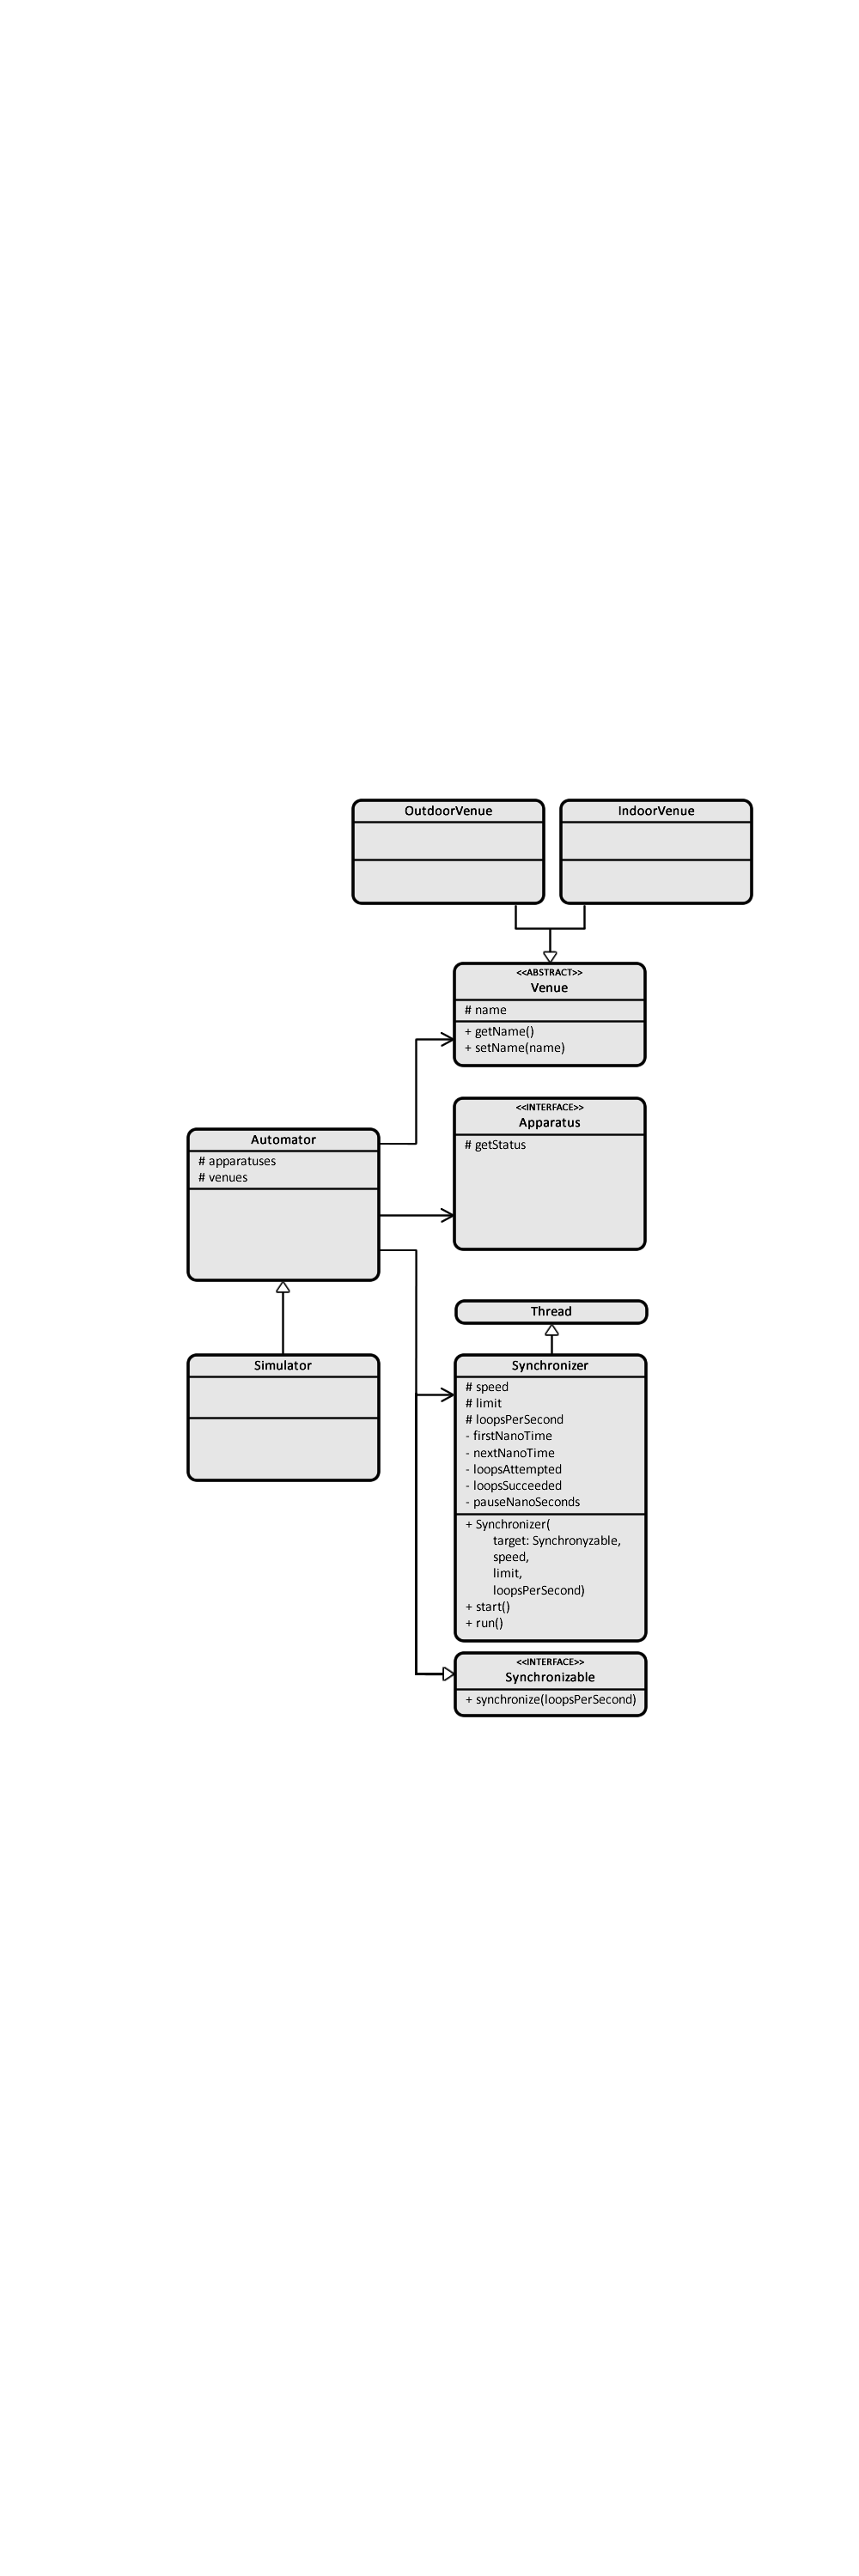 OutdoorVenue
IndoorVenue
<<ABSTRACT>>
Venue
# name
+ getName()
+ setName(name)
<<INTERFACE>>
Apparatus
# getStatus
Automator
# apparatuses
# venues
Thread
Simulator
Synchronizer
# speed
# limit
# loopsPerSecond
- firstNanoTime
- nextNanoTime
- loopsAttempted
- loopsSucceeded
- pauseNanoSeconds
+ Synchronizer(
target: Synchronyzable,
speed,
limit,
loopsPerSecond)
+ start()
+ run()
<<INTERFACE>>
Synchronizable
+ synchronize(loopsPerSecond)